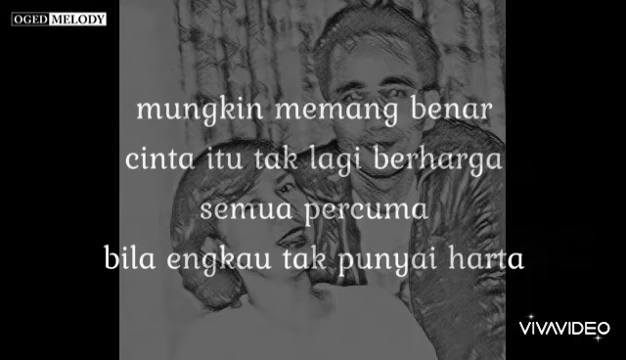 OGED MELODY
mungkin memang benar
cinta itu tak lagi berharga
semua percuma
bila engkau tak punyai harta
VIVAVIDEO